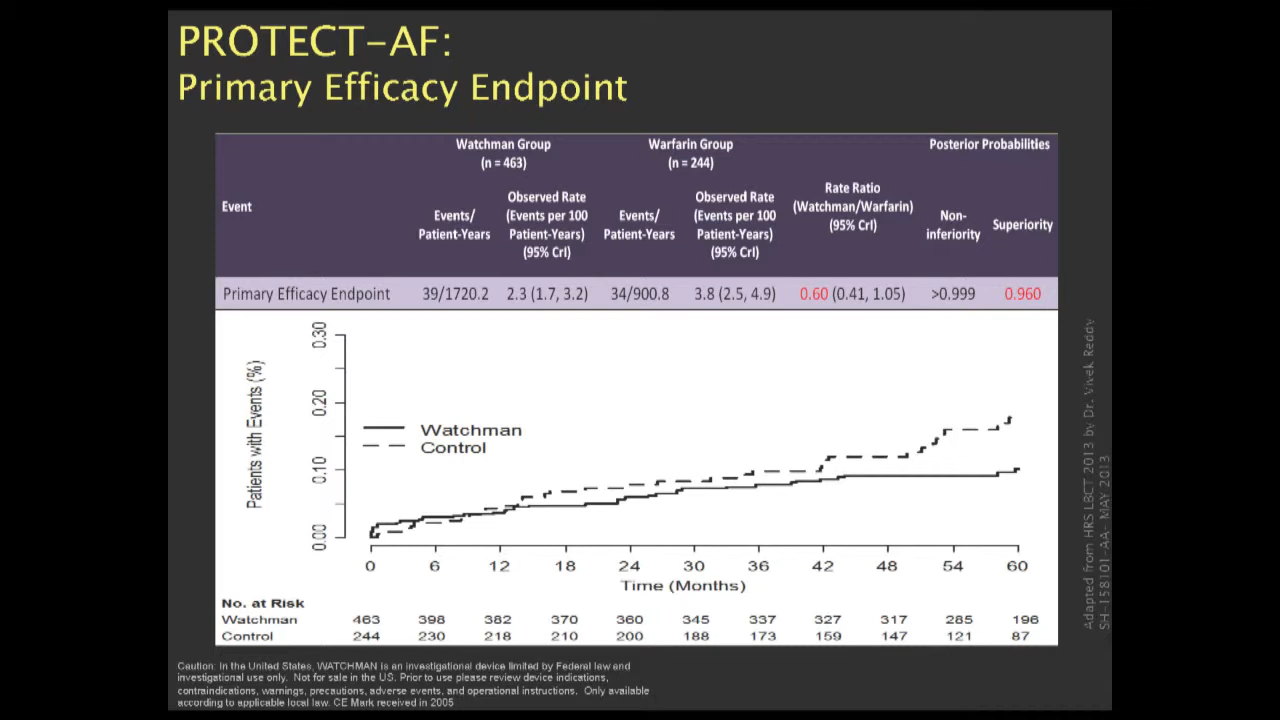 PROTECT-AF:
Primary Efficacy Endpoint
Watchman Group
(n = 463)
Warfarin Group
(n = 244)
Posterior Probabilities
Event
Events/
Patient-Years
Observed Rate
(Events per 100
Patient-Years)
(95% CrI)
Events/
Patient-Years
Observed Rate
(Events per 100
Patient-Years)
(95% CrI)
Rate Ratio
(Watchman/Warfarin)
(95% CrI)
Non-
inferiority
Superiority
Primary Efficacy Endpoint 39/1720.2 2.3 (1.7, 3.2) 34/900.8 3.8 (2.5, 4.9) 0.60 (0.41, 1.05) >0.999 0.960
Patients with Events (%)
0.30
0.20
0.10
0.00
Watchman
Control
0 6 12 18 24 30 36 42 48 54 60
Time (Months)
No. at Risk
Watchman 463 398 382 370 360 345 337 327 317 285 196
Control 244 230 218 210 200 188 173 159 147 121 87
Adapted from HRS LBCT 2013 by Dr. Vivek Reddy
SH-158101-AA- MAY 2013
Caution: In the United States, WATCHMAN is an investigational device limited by Federal law and
investigational use only. Not for sale in the US. Prior to use please review device indications,
contraindications, warnings, precautions, adverse events, and operational instructions. Only available
according to applicable local law. CE Mark received in 2005